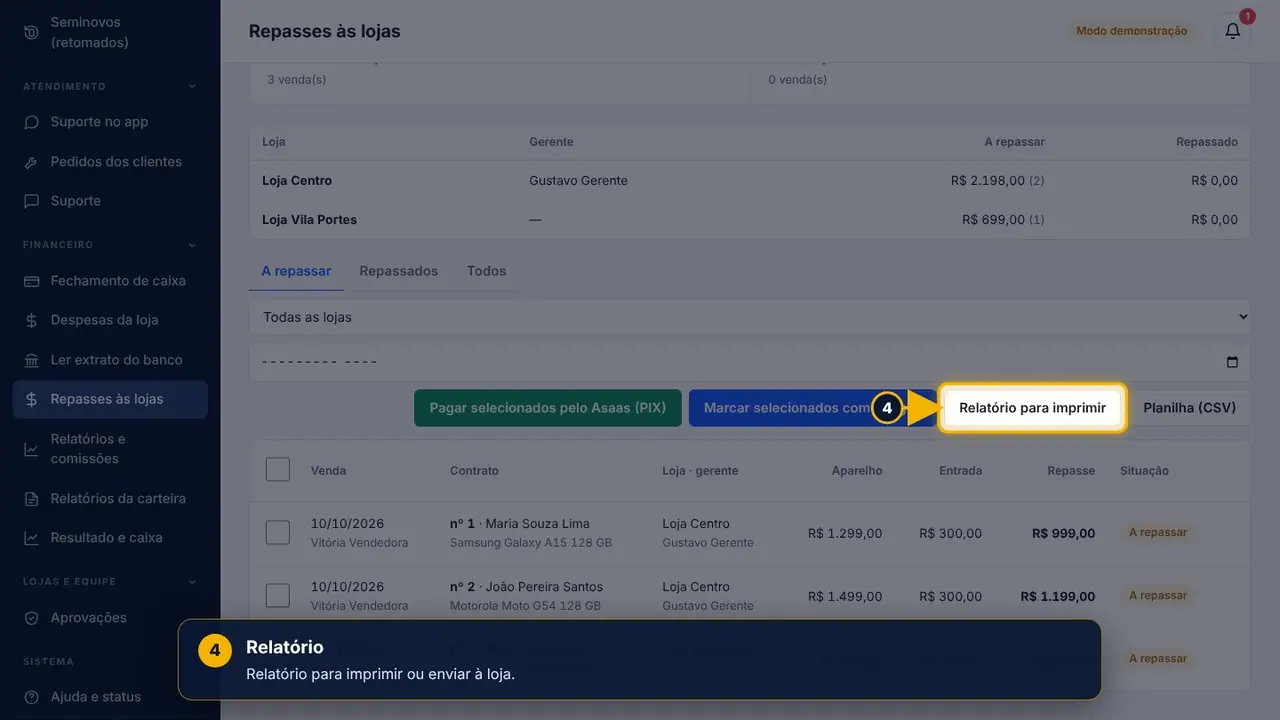 Seminovos
(retomados)
ATENDIMENTO
Suporte no app
Pedidos dos clientes
Suporte
FINANCEIRO
Fechamento de caixa
Despesas da loja
Ler extrato do banco
Repasses às lojas
Relatórios e
comissões
Relatórios da carteira
Resultado e caixa
LOJAS E EQUIPE
Aprovações
SISTEMA
Ajuda e status
Repasses às lojas
Modo demonstração
1
3 venda(s)
0 venda(s)
Loja Gerente A repassar Repassado
Loja Centro Gustavo Gerente R$ 2.198,00 (2) R$ 0,00
Loja Vila Portes — R$ 699,00 (1) R$ 0,00
A repassar Repassados Todos
Todas as lojas
--------- ----
Pagar selecionados pelo Asaas (PIX)
Marcar selecionados com
4
Relatório para imprimir
Planilha (CSV)
Venda Contrato Loja · gerente Aparelho Entrada Repasse Situação
10/10/2026 nº 1 · Maria Souza Lima Loja Centro R$ 1.299,00 R$ 300,00 R$ 999,00 A repassar
Vitória Vendedora Samsung Galaxy A15 128 GB Gustavo Gerente
10/10/2026 nº 2 · João Pereira Santos Loja Centro R$ 1.499,00 R$ 300,00 R$ 1.199,00 A repassar
Vitória Vendedora Motorola Moto G54 128 GB Gustavo Gerente
A repassar
4
Relatório
Relatório para imprimir ou enviar à loja.